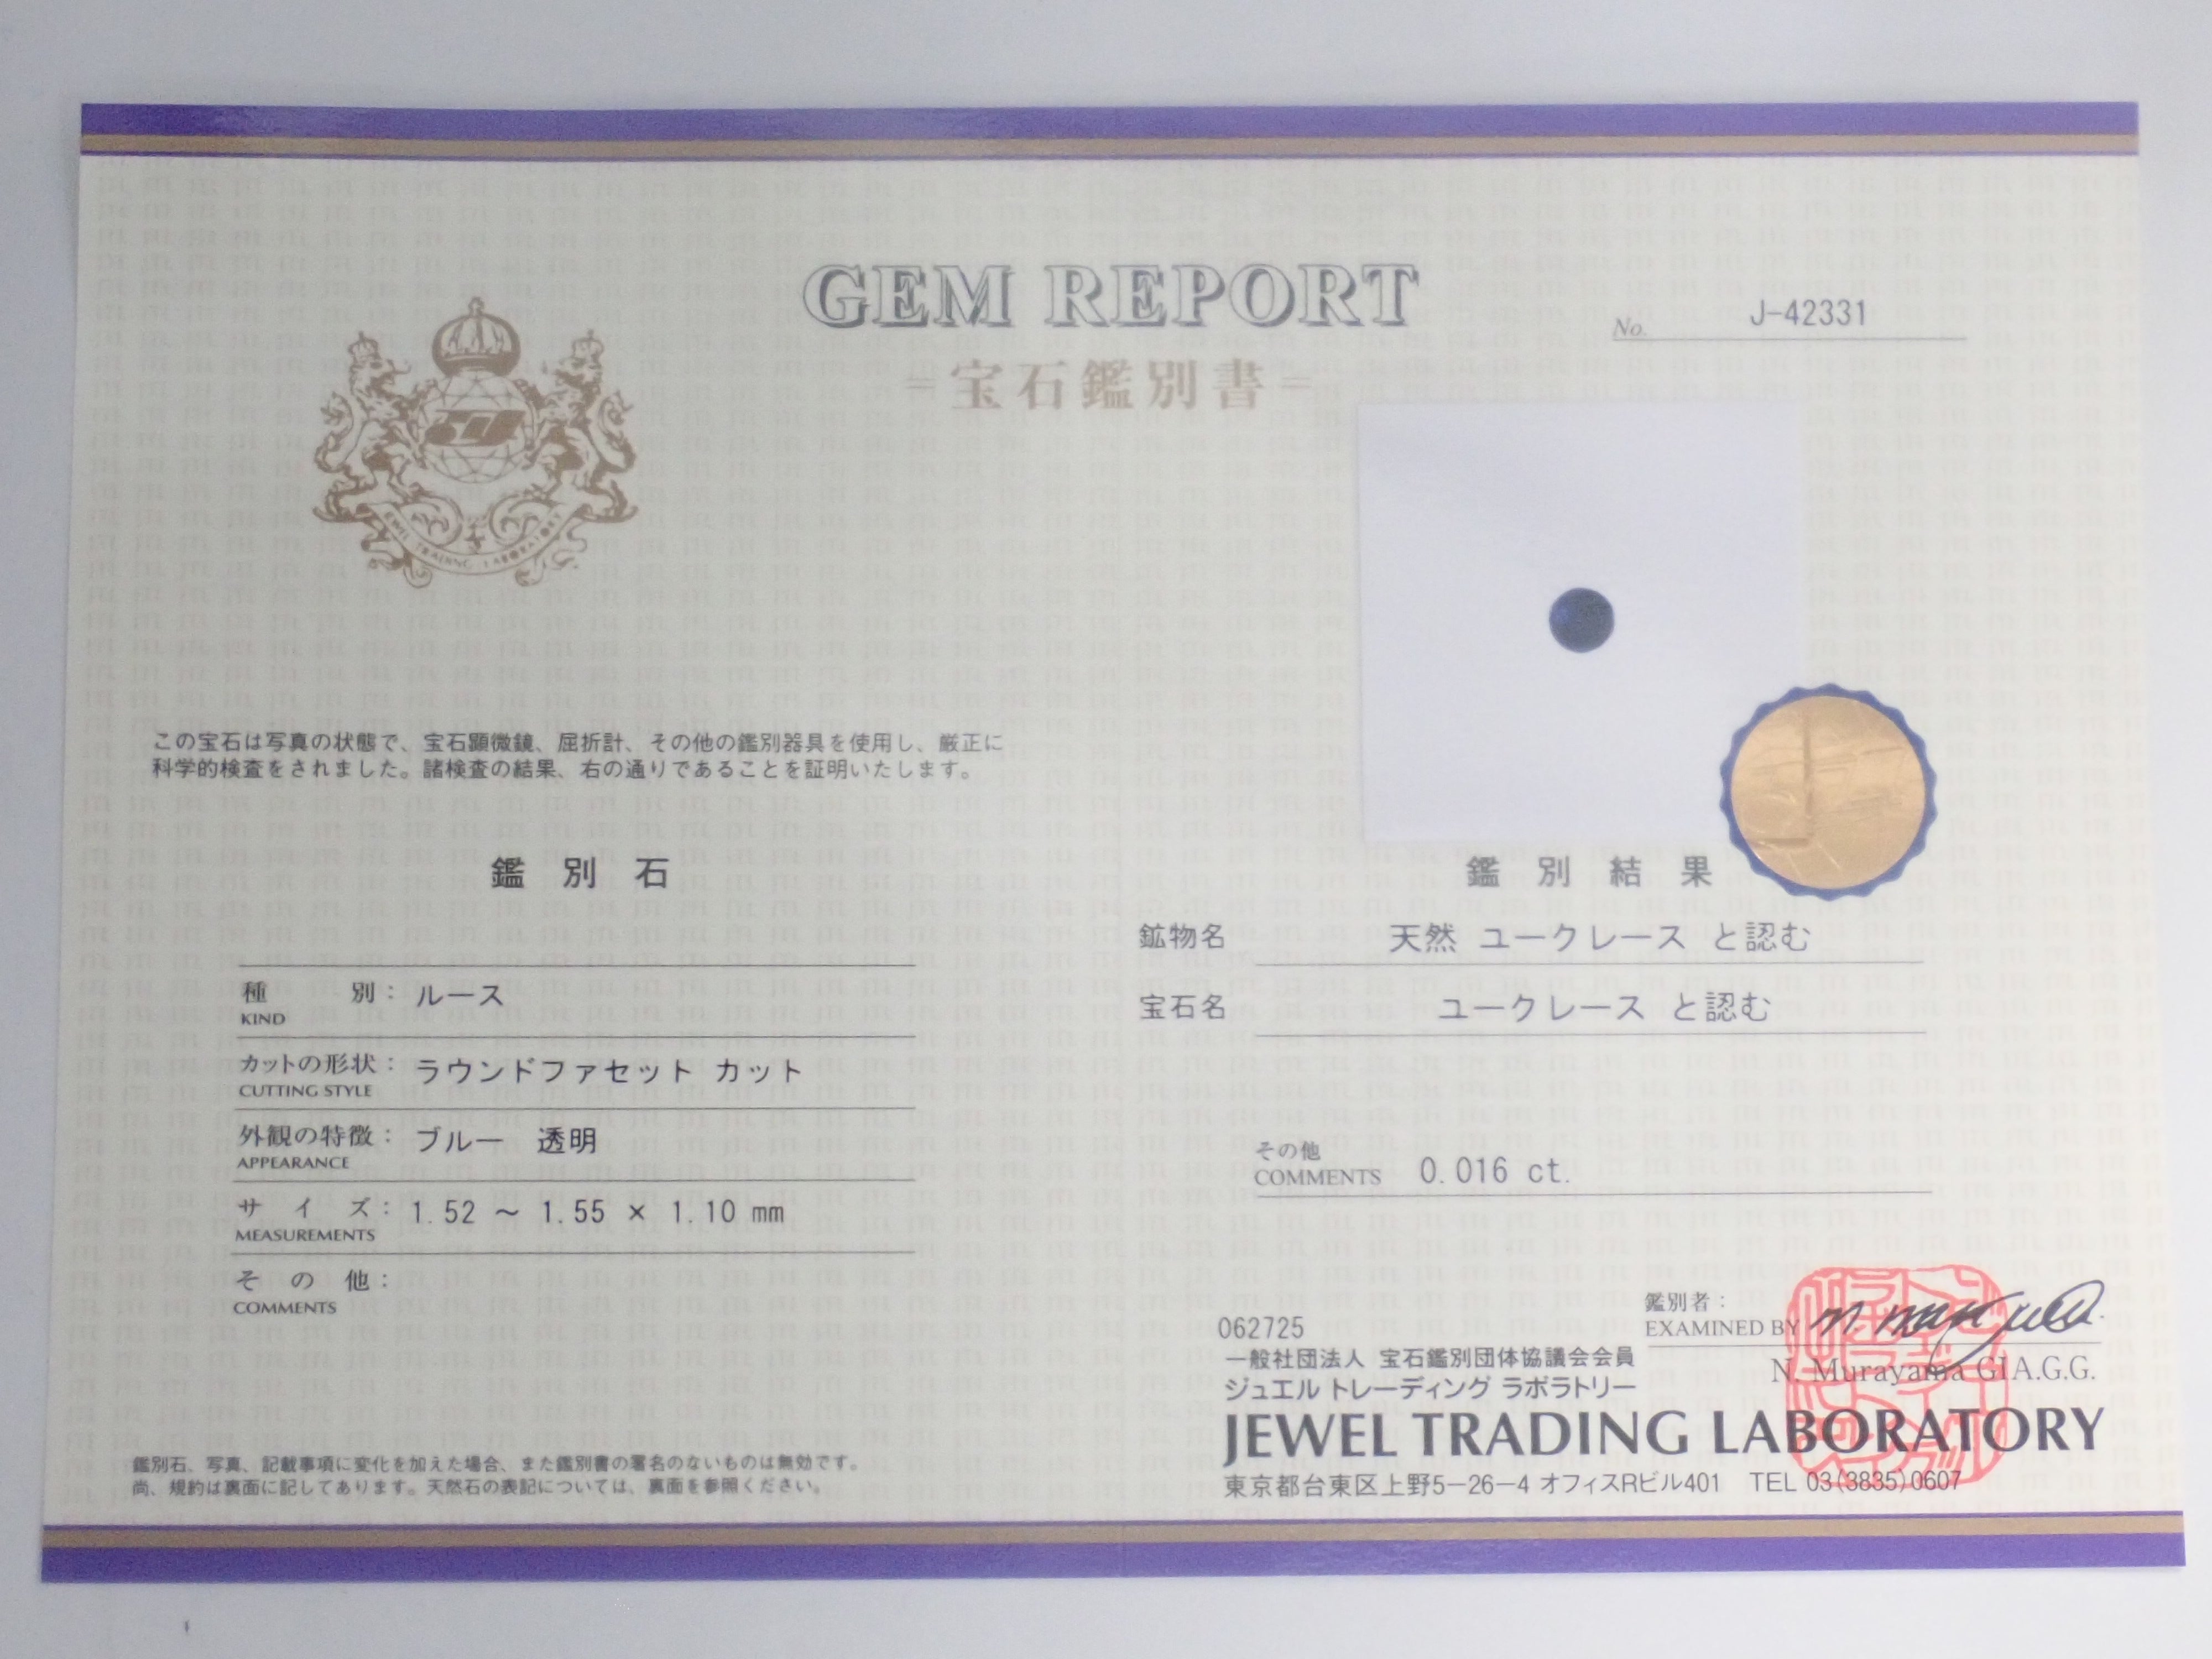 GEM REPORT
=宝石鑑別書=
No. J-42331
JEWEL TRADING LABORATORY
この宝石は写真の状態で、宝石顕微鏡、屈折計、その他の鑑別器具を使用し、厳正に
科学的検査をされました。諸検査の結果、右の通りであることを証明いたします。
鑑別石
種別: ルース
KIND
カットの形状: ラウンドファセット カット
CUTTING STYLE
外観の特徴: ブルー 透明
APPEARANCE
サイズ: 1.52 ～ 1.55 × 1.10 mm
MEASUREMENTS
その他:
COMMENTS
鑑別石、写真、記載事項に変化を加えた場合、また鑑別書の署名のないものは無効です。
尚、規約は裏面に記してあります。天然石の表記については、裏面を参照ください。
鑑別結果
鉱物名 天然 ユークレース と認む
宝石名 ユークレース と認む
その他
COMMENTS 0.016 ct.
鑑別者:
EXAMINED BY
N. Murayama GIA.G.G.
062725
一般社団法人 宝石鑑別団体協議会会員
ジュエル トレーディング ラボラトリー
JEWEL TRADING LABORATORY
東京都台東区上野5-26-4 オフィスRビル401 TEL 03(3835)0607